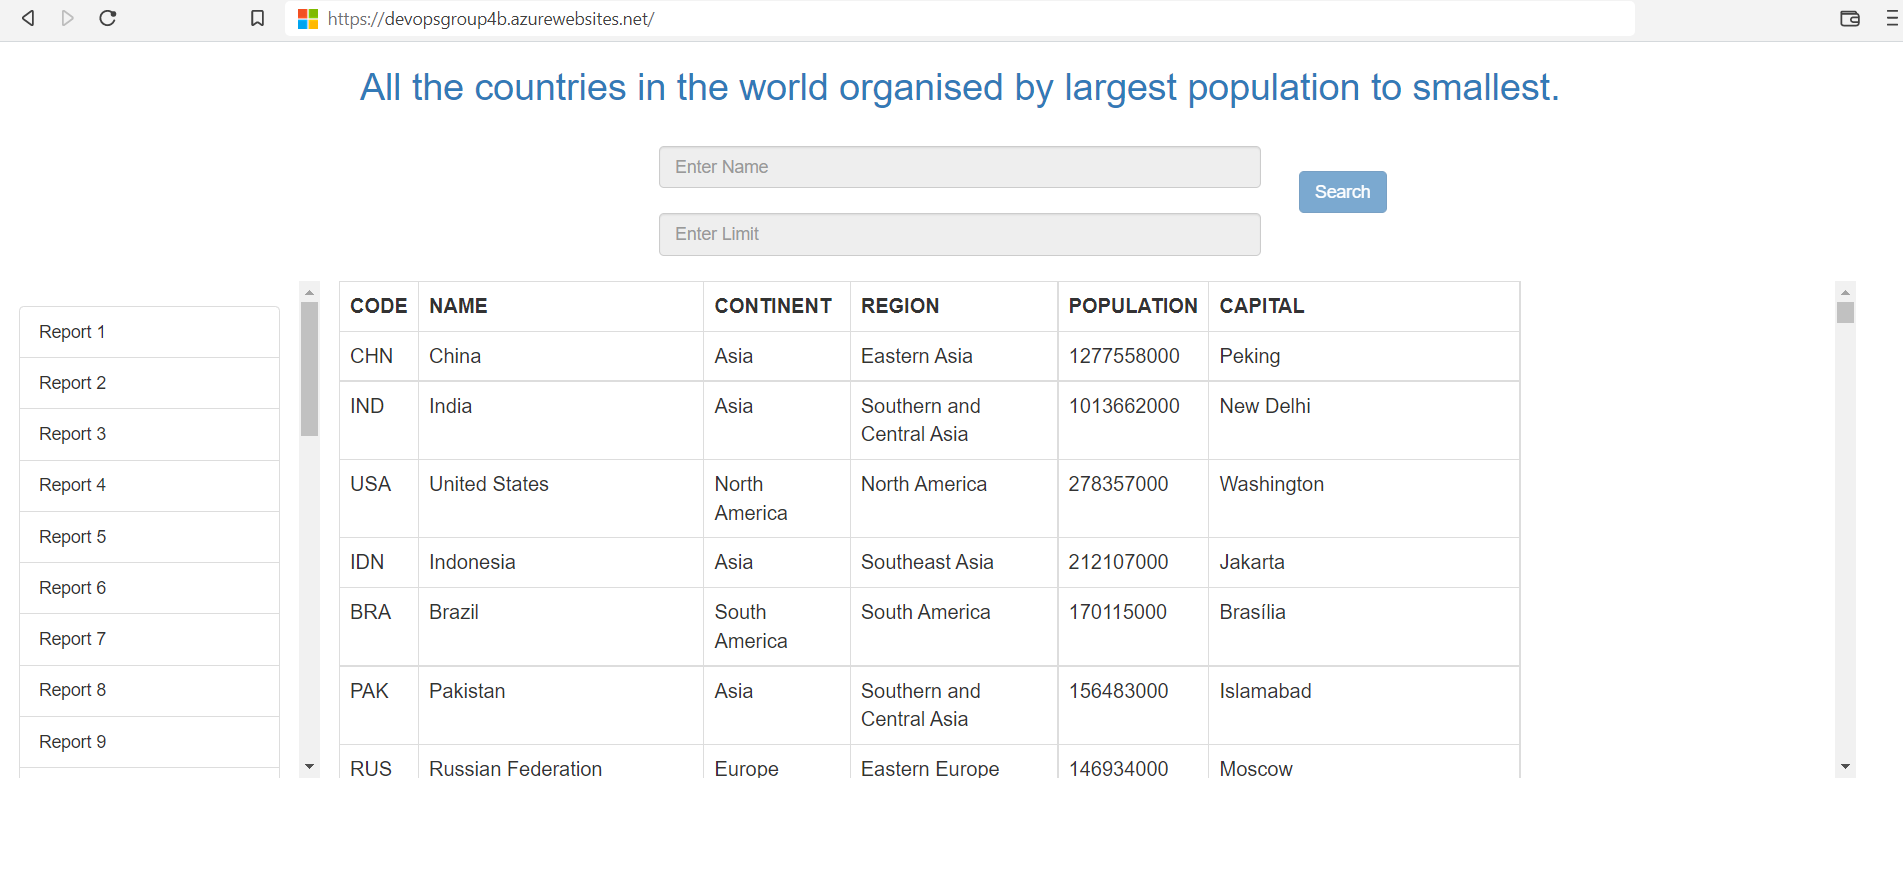 https://devopsgroup4b.azurewebsites.net/
All the countries in the world organised by largest population to smallest.
Enter Name
Search
Enter Limit
Report 1
Report 2
Report 3
Report 4
Report 5
Report 6
Report 7
Report 8
Report 9
CODE NAME CONTINENT REGION POPULATION CAPITAL
CHN China Asia Eastern Asia 1277558000 Peking
IND India Asia Southern and 1013662000 New Delhi
Central Asia
USA United States North North America 278357000 Washington
America
IDN Indonesia Asia Southeast Asia 212107000 Jakarta
BRA Brazil South South America 170115000 Brasília
America
PAK Pakistan Asia Southern and 156483000 Islamabad
Central Asia
RUS Russian Federation Europe Eastern Europe 146934000 Moscow